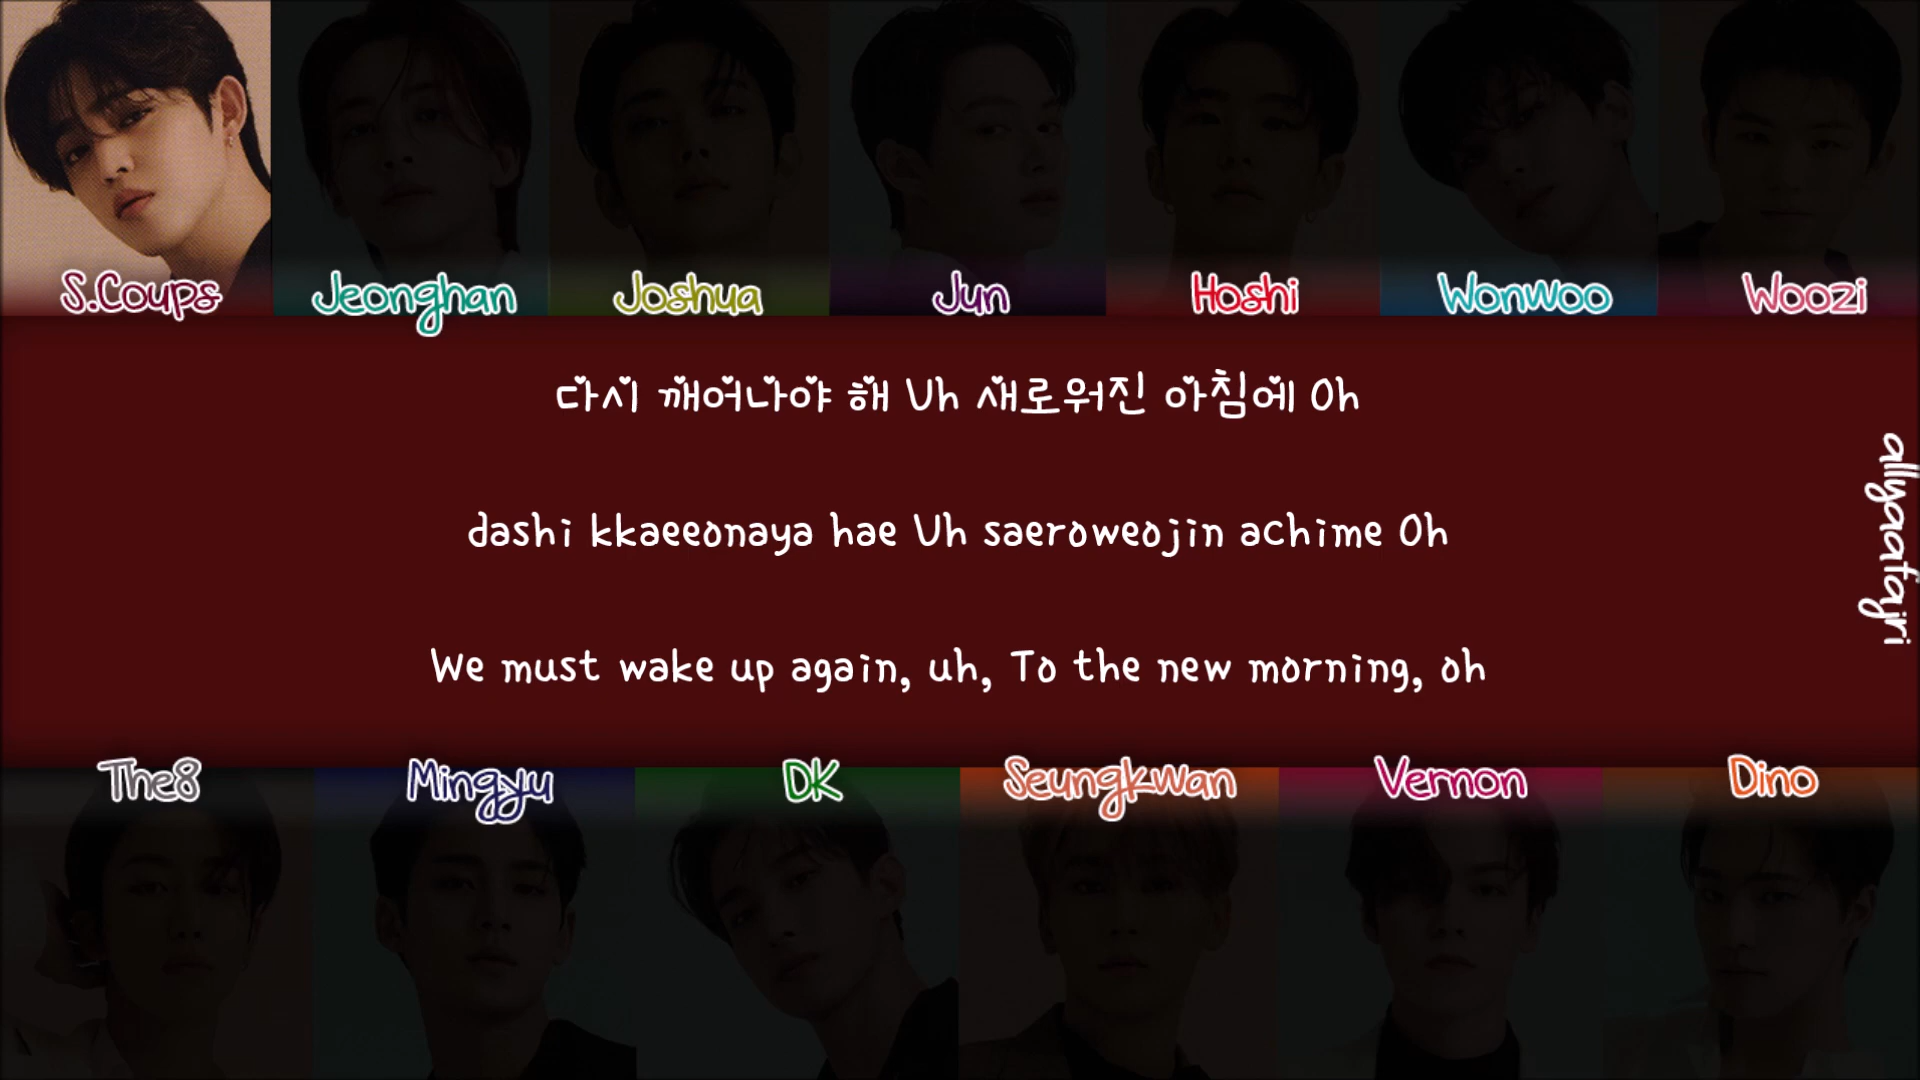 S.Coups Jeonghan Joshua Jun Hoshi Wonwoo Woozi
다시 깨어나야 해 Uh 새로워진 아침에 Oh
dashi kkaeeonaya hae Uh saeroweojin achime Oh
We must wake up again, uh, To the new morning, oh
allyaafajri
The8 Mingyu DK Seungkwan Vernon Dino